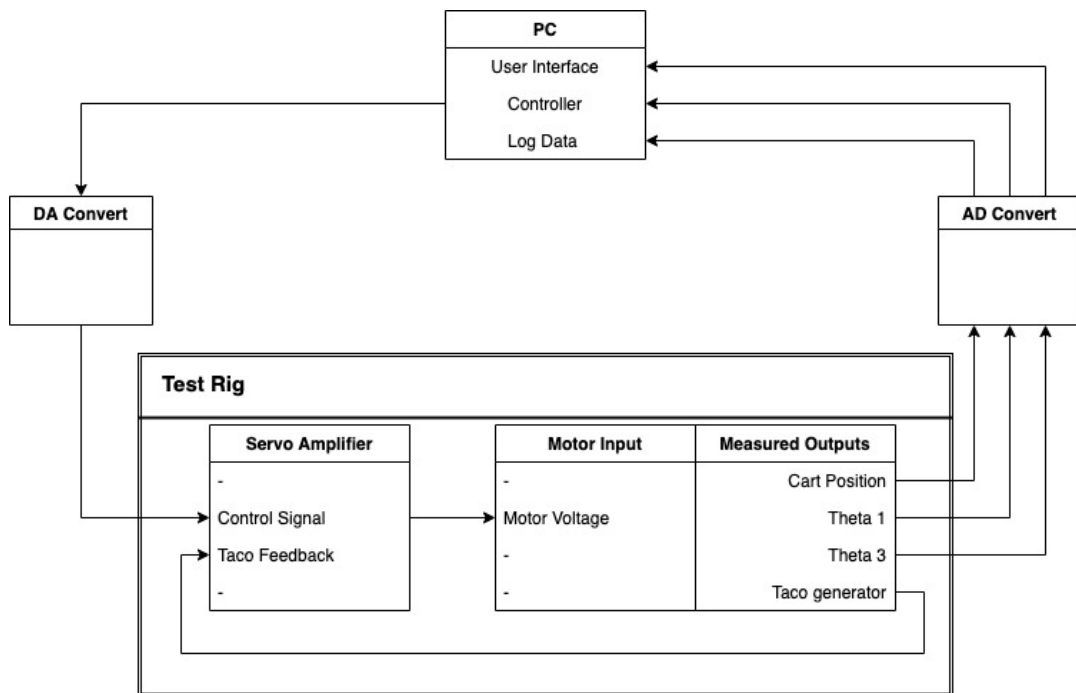 PC
User Interface
Controller
Log Data
DA Convert
AD Convert
Test Rig
Servo Amplifier
-
Control Signal
Taco Feedback
-
Motor Input
-
Motor Voltage
-
-
Measured Outputs
Cart Position
Theta 1
Theta 3
Taco generator